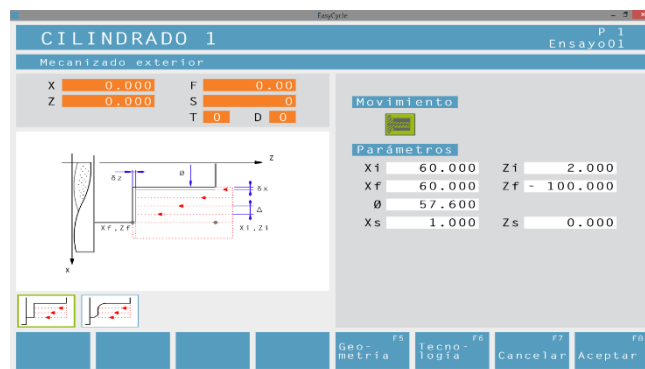 EasyCycle
CILINDRADO 1
P 1
Ensayo01
Mecanizado exterior
X 0.000 F 0.00
Z 0.000 S 0
T 0 D 0
Movimiento
Parámetros
Xi 60.000 Zi 2.000
Xf 60.000 Zf - 100.000
Ø 57.600
Xs 1.000 Zs 0.000
Z
δz
Ø
δx
Δ
Xf,Zf
Xi,Zi
X
F5
Geo-
metría
F6
Tecno-
logía
F7
Cancelar
F8
Aceptar